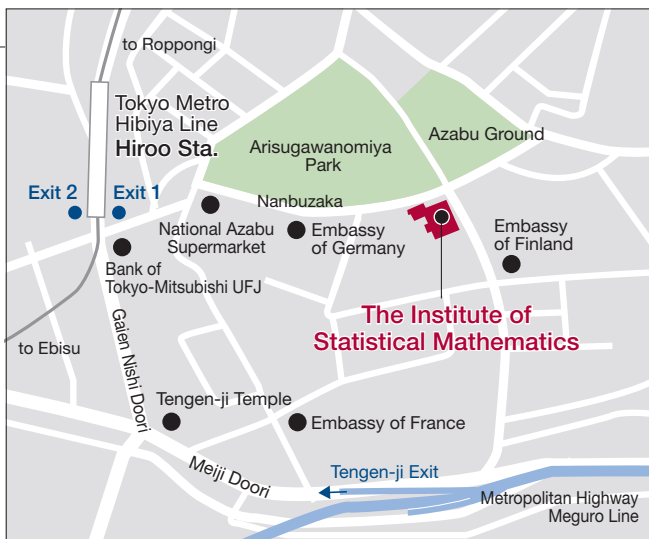 to Roppongi
Tokyo Metro
Hibiya Line
Hiroo Sta.
Azabu Ground
Arisugawanomiya
Park
Exit 2
Exit 1
Nanbuzaka
National Azabu
Supermarket
Embassy
of Germany
Embassy
of Finland
Bank of
Tokyo-Mitsubishi UFJ
The Institute of
Statistical Mathematics
Gaien Nishi Doori
to Ebisu
Tengen-ji Temple
Embassy of France
Meiji Doori
Tengen-ji Exit
Metropolitan Highway
Meguro Line